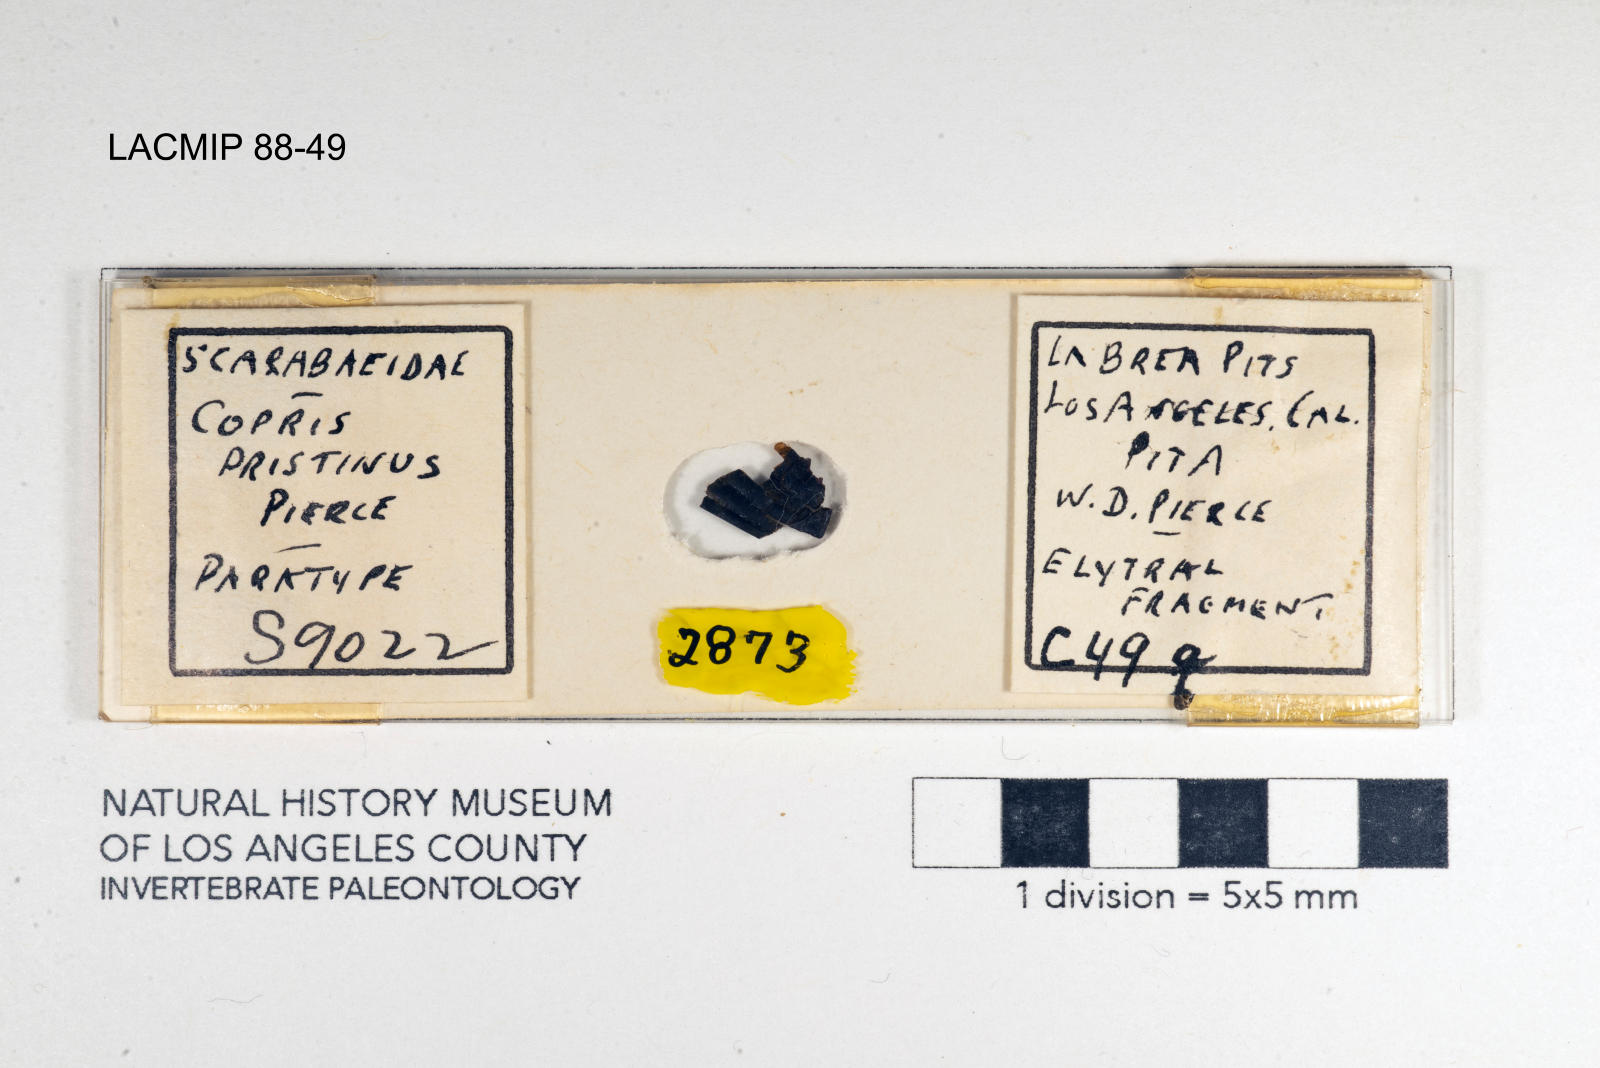 LACMIP 88-49
SCARABAEIDAE
COPRIS
PRISTINUS
PIERCE
PARATYPE
S9022
2873
LA BREA PITS
LOS ANGELES, CAL.
PIT A
W. D. PIERCE
ELYTRAL
FRAGMENT
C49q
NATURAL HISTORY MUSEUM
OF LOS ANGELES COUNTY
INVERTEBRATE PALEONTOLOGY
1 division = 5x5 mm